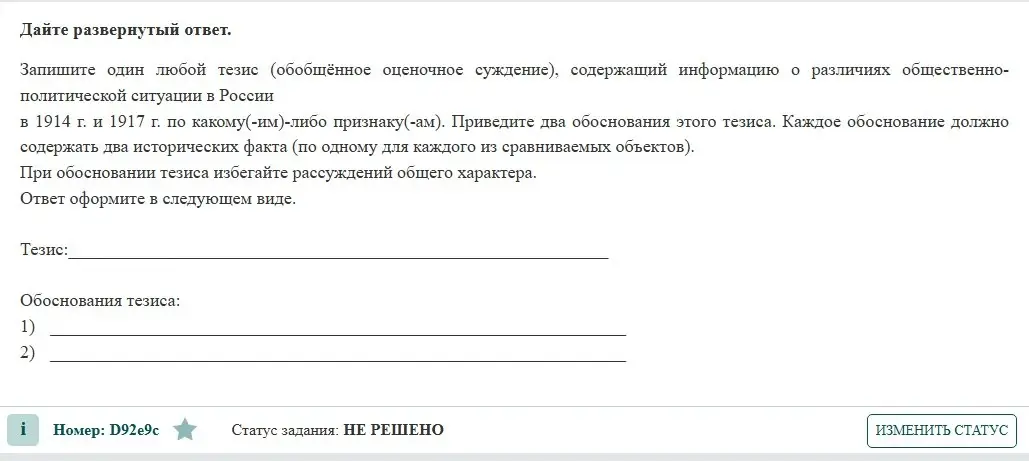 Дайте развернутый ответ.
Запишите один любой тезис (обобщённое оценочное суждение), содержащий информацию о различиях общественно-
политической ситуации в России
в 1914 г. и 1917 г. по какому(-им)-либо признаку(-ам). Приведите два обоснования этого тезиса. Каждое обоснование должно
содержать два исторических факта (по одному для каждого из сравниваемых объектов).
При обосновании тезиса избегайте рассуждений общего характера.
Ответ оформите в следующем виде.
Тезис:
Обоснования тезиса:
1)
2)
i Номер: D92e9c Статус задания: НЕ РЕШЕНО ИЗМЕНИТЬ СТАТУС